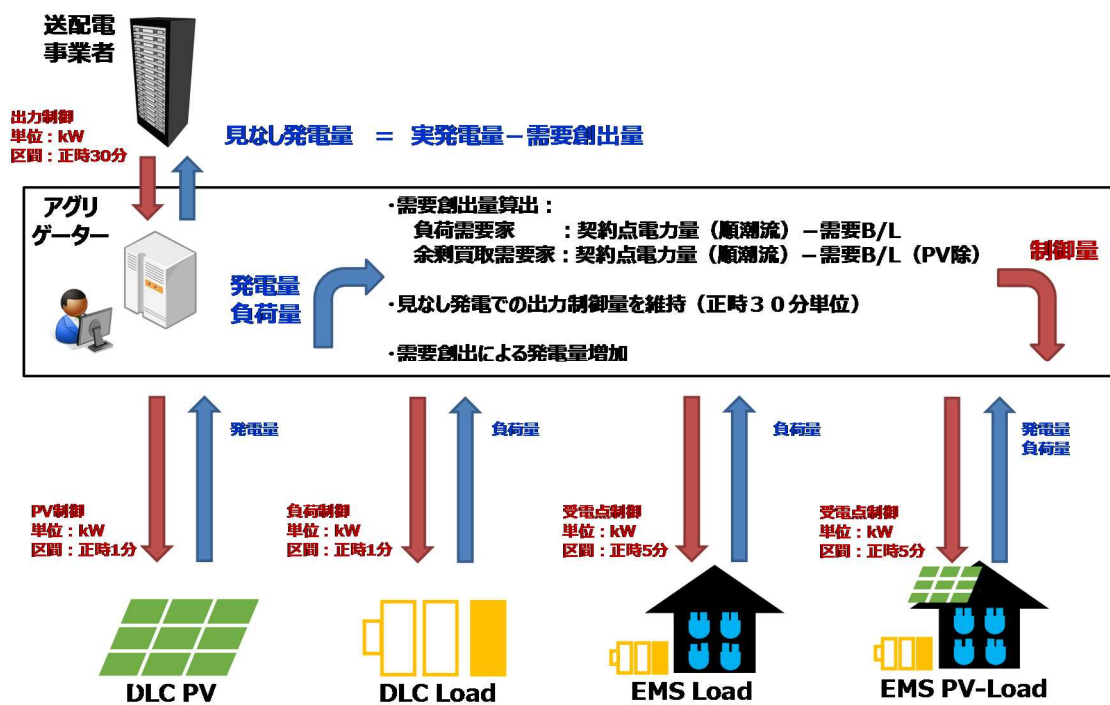 送配電
事業者
出力制御
単位：kW
区間：正時30分
見なし発電量 ＝ 実発電量－需要創出量
アグリ
ゲーター
発電量
負荷量
・需要創出量算出：
負荷需要家 ：契約点電力量（順潮流）－需要B/L
余剰買取需要家：契約点電力量（順潮流）－需要B/L（PV除）
・見なし発電での出力制御量を維持（正時３０分単位）
・需要創出による発電量増加
制御量
発電量
負荷量
負荷量
発電量
負荷量
PV制御
単位：kW
区間：正時1分
負荷制御
単位：kW
区間：正時1分
受電点制御
単位：kW
区間：正時5分
受電点制御
単位：kW
区間：正時5分
DLC PV
DLC Load
EMS Load
EMS PV-Load